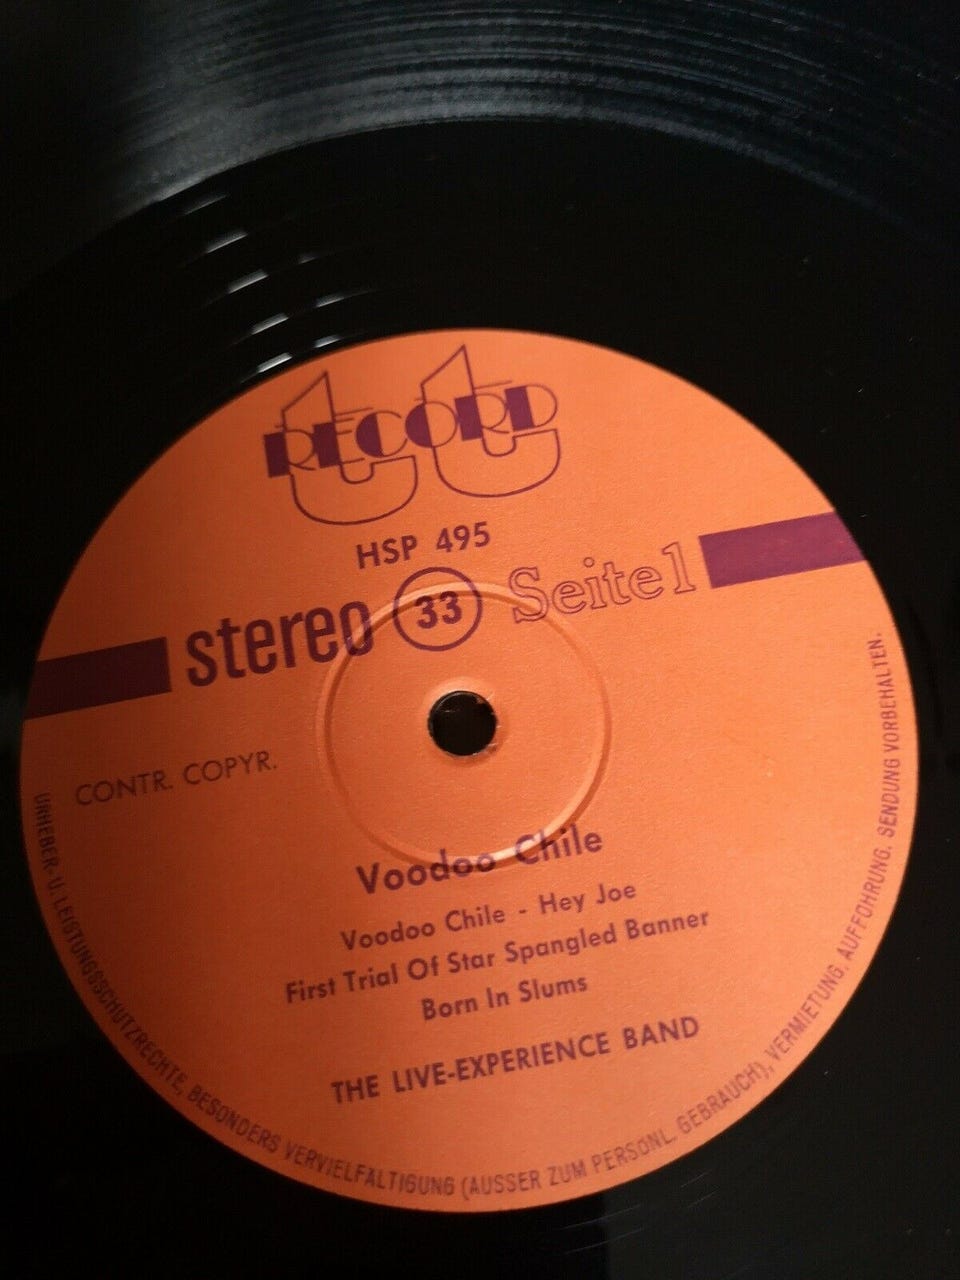 tt RECORD
HSP 495
stereo 33 Seite 1
CONTR. COPYR.
Voodoo Chile
Voodoo Chile - Hey Joe
First Trial Of Star Spangled Banner
Born In Slums
THE LIVE-EXPERIENCE BAND
URHEBER- U. LEISTUNGSSCHUTZRECHTE, BESONDERS VERVIELFÄLTIGUNG (AUSSER ZUM PERSÖNL. GEBRAUCH), VERMIETUNG. AUFFÜHRUNG. SENDUNG VORBEHALTEN.